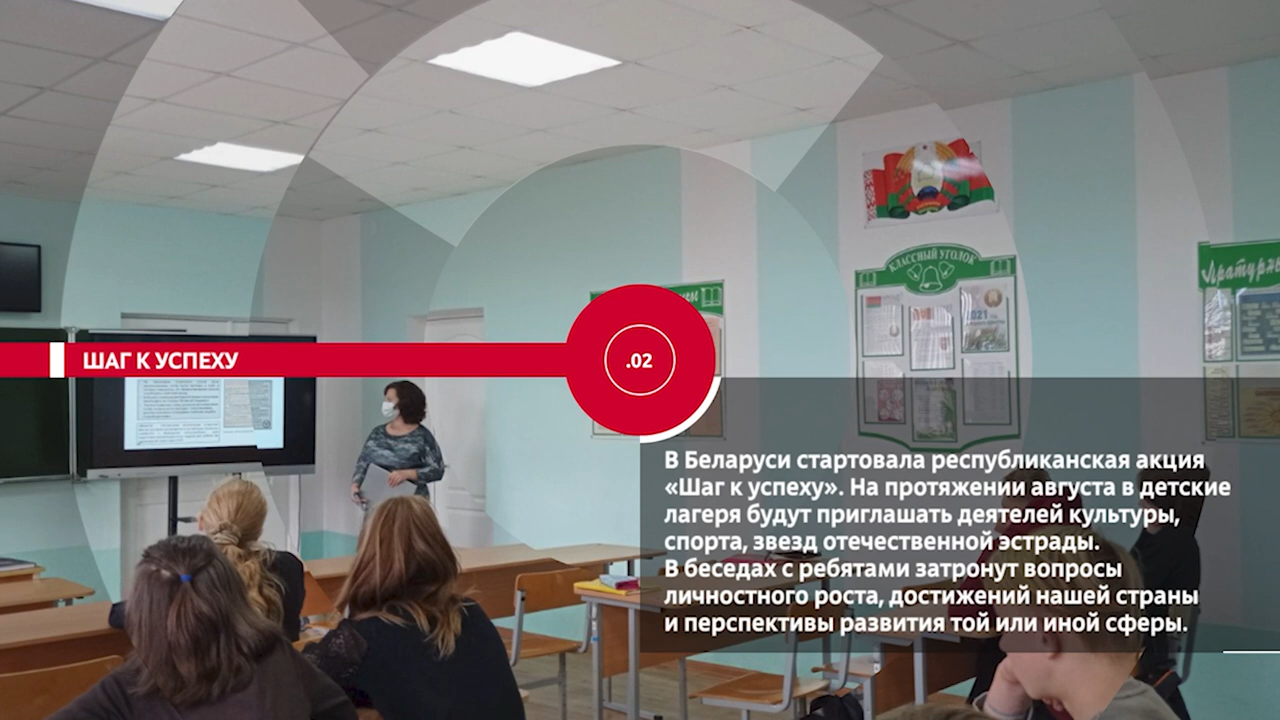 КЛАССНЫЙ УГОЛОК
2021
ШАГ К УСПЕХУ
.02
В Беларуси стартовала республиканская акция
«Шаг к успеху». На протяжении августа в детские
лагеря будут приглашать деятелей культуры,
спорта, звезд отечественной эстрады.
В беседах с ребятами затронут вопросы
личностного роста, достижений нашей страны
и перспективы развития той или иной сферы.